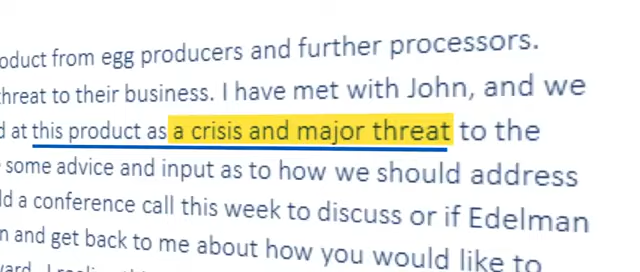 oduct from egg producers and further processors.
threat to their business. I have met with John, and we
d at this product as a crisis and major threat to the
some advice and input as to how we should address
ld a conference call this week to discuss or if Edelman
n and get back to me about how you would like to